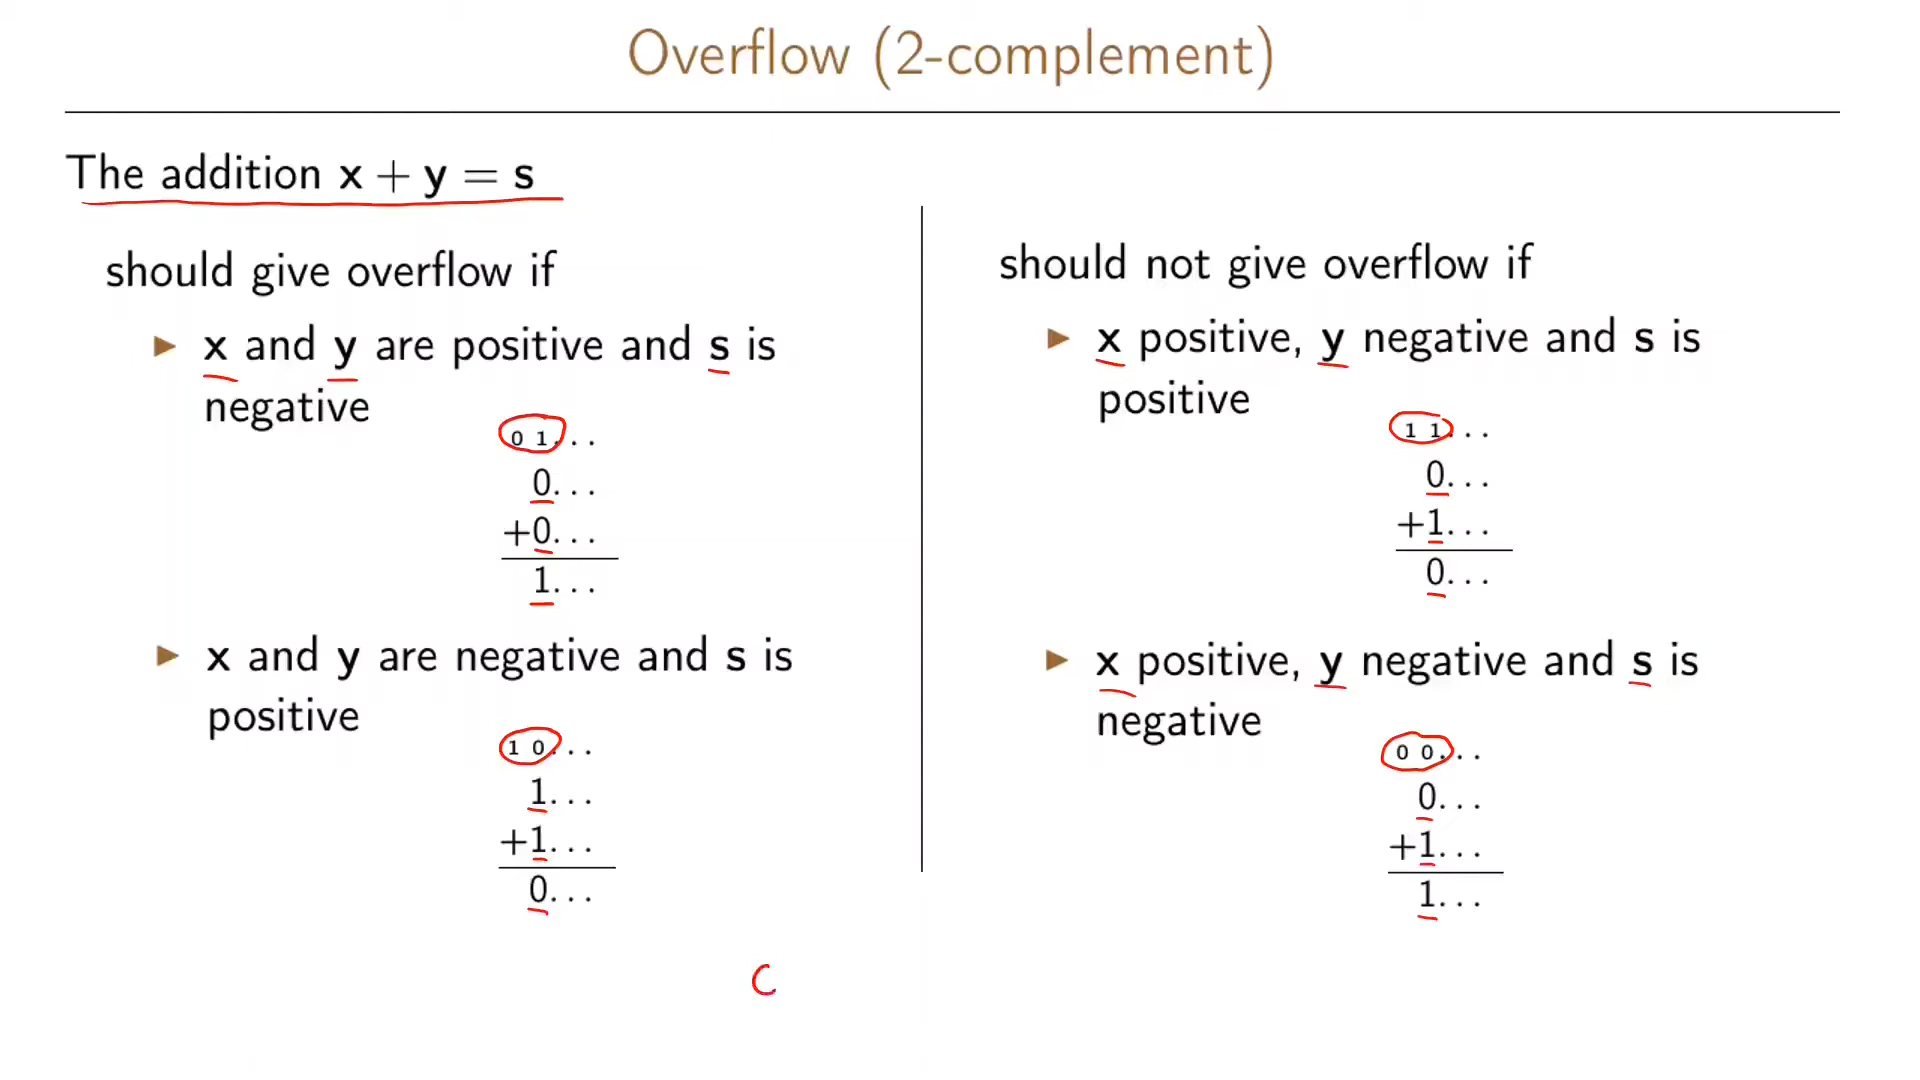 Overflow (2-complement)
The addition x + y = s
should give overflow if
▶ x and y are positive and s is
negative
0 1 . . .
0. . .
+0. . .
1. . .
▶ x and y are negative and s is
positive
1 0 . . .
1. . .
+1. . .
0. . .
C
should not give overflow if
▶ x positive, y negative and s is
positive
1 1 . . .
0. . .
+1. . .
0. . .
▶ x positive, y negative and s is
negative
0 0 . . .
0. . .
+1. . .
1. . .